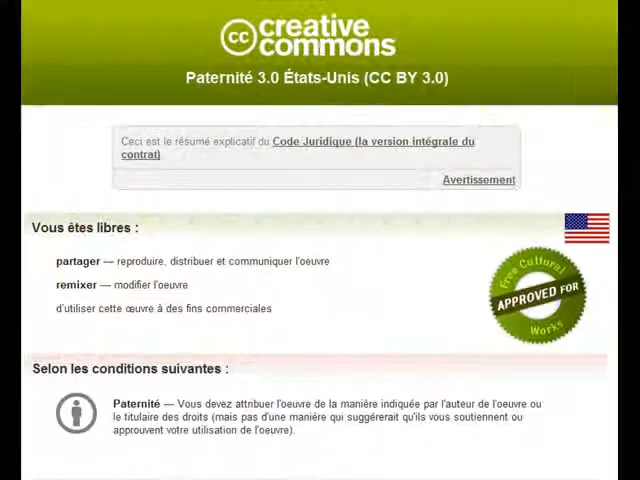 cc creative commons
Paternité 3.0 États-Unis (CC BY 3.0)
Ceci est le résumé explicatif du Code Juridique (la version intégrale du
contrat).
Avertissement
Vous êtes libres :
partager — reproduire, distribuer et communiquer l'oeuvre
remixer — modifier l'oeuvre
d'utiliser cette œuvre à des fins commerciales
Free Cultural
APPROVED FOR
Works
Selon les conditions suivantes :
Paternité — Vous devez attribuer l'oeuvre de la manière indiquée par l'auteur de l'oeuvre ou
le titulaire des droits (mais pas d'une manière qui suggérerait qu'ils vous soutiennent ou
approuvent votre utilisation de l'oeuvre).